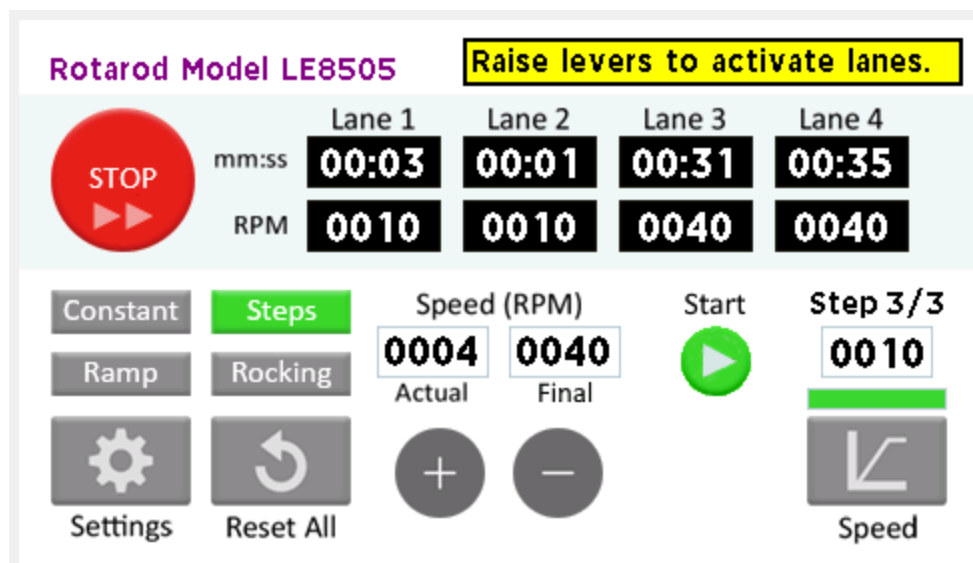 Rotarod Model LE8505
Raise levers to activate lanes.
Lane 1 Lane 2 Lane 3 Lane 4
STOP
mm:ss 00:03 00:01 00:31 00:35
RPM 0010 0010 0040 0040
Constant Steps Speed (RPM) Start Step 3/3
0004 0040 0010
Ramp Rocking Actual Final
Settings Reset All + − Speed